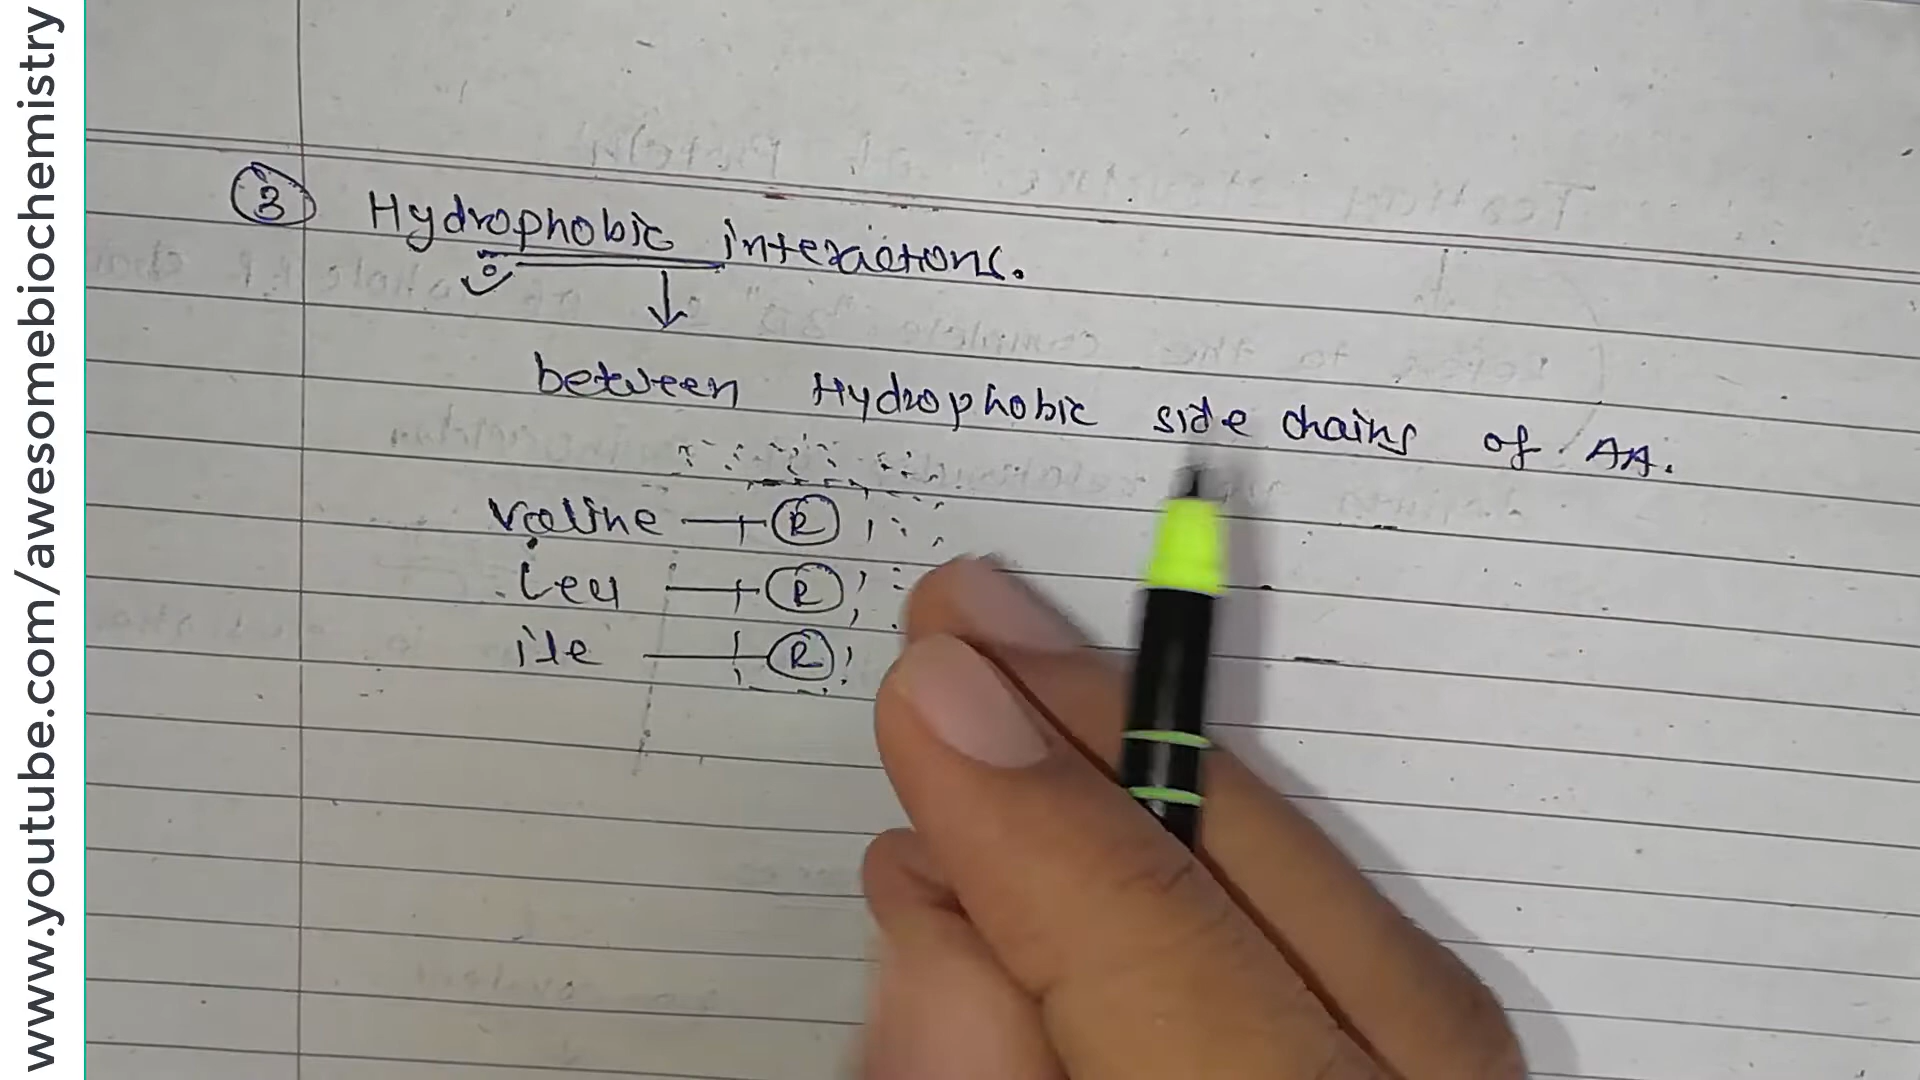 www.youtube.com/awesomebiochemistry
3 Hydrophobic interactions.
between Hydrophobic side chains of AA.
valine R
leu R
ile R